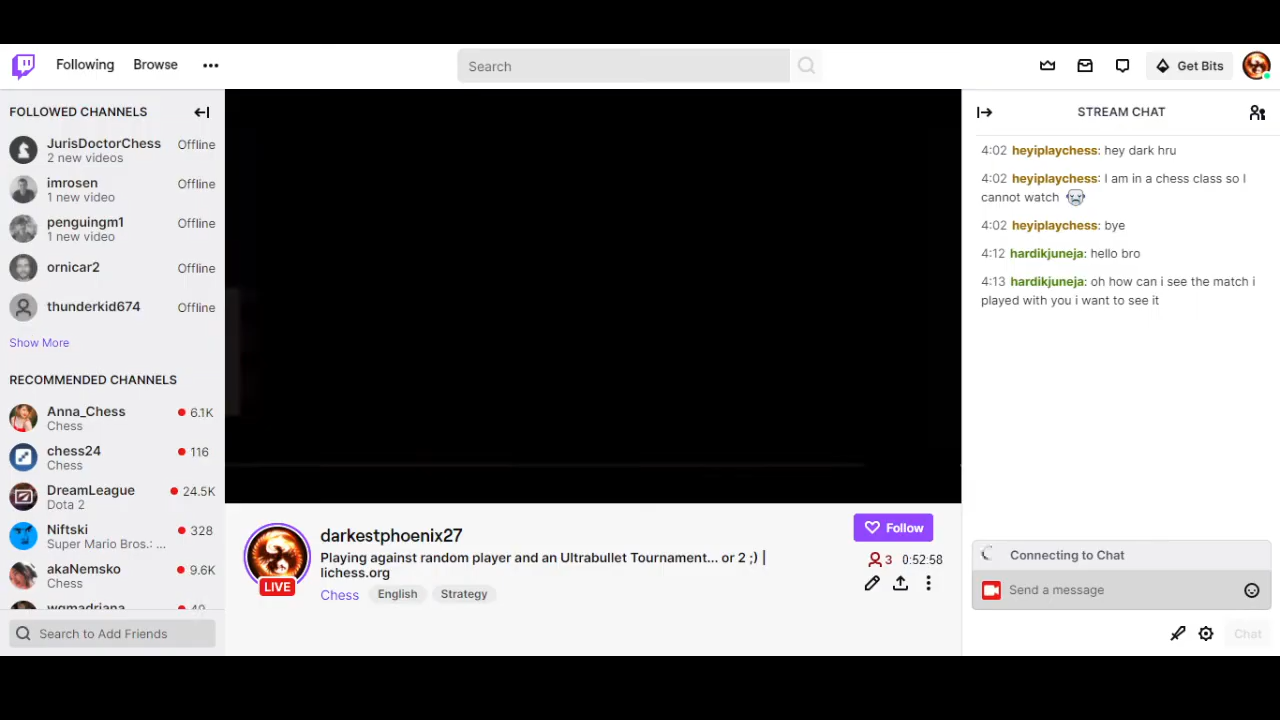 Following
Browse
Search
Get Bits
FOLLOWED CHANNELS
JurisDoctorChess
Offline
2 new videos
imrosen
Offline
1 new video
penguingm1
Offline
1 new video
ornicar2
Offline
thunderkid674
Offline
Show More
RECOMMENDED CHANNELS
Anna_Chess
6.1K
Chess
chess24
116
Chess
DreamLeague
24.5K
Dota 2
Niftski
328
Super Mario Bros.: ...
akaNemsko
9.6K
Chess
wgmadriana
49
Search to Add Friends
darkestphoenix27
Playing against random player and an Ultrabullet Tournament... or 2 ;) |
lichess.org
LIVE
Chess
English
Strategy
Follow
3
0:52:58
STREAM CHAT
4:02 heyiplaychess: hey dark hru
4:02 heyiplaychess: I am in a chess class so I
cannot watch
4:02 heyiplaychess: bye
4:12 hardikjuneja: hello bro
4:13 hardikjuneja: oh how can i see the match i
played with you i want to see it
Connecting to Chat
Send a message
Chat